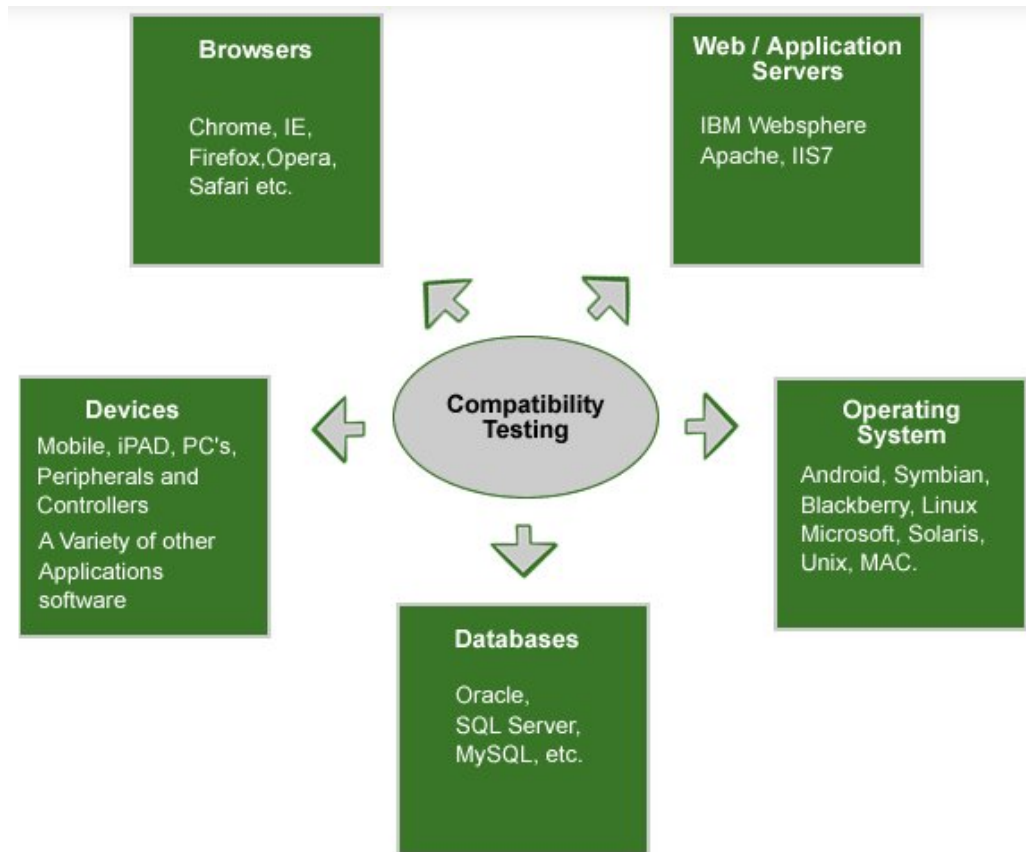 Browsers
Chrome, IE,
Firefox,Opera,
Safari etc.
Web / Application
Servers
IBM Websphere
Apache, IIS7
Devices
Mobile, iPAD, PC's,
Peripherals and
Controllers
A Variety of other
Applications
software
Compatibility
Testing
Operating
System
Android, Symbian,
Blackberry, Linux
Microsoft, Solaris,
Unix, MAC.
Databases
Oracle,
SQL Server,
MySQL, etc.